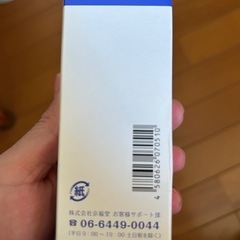 4 580626 070510
紙
株式会社京福堂 お客様サポート部
☎ 06-6449-0044
(平日9:00〜18:00 土日祝を除く)